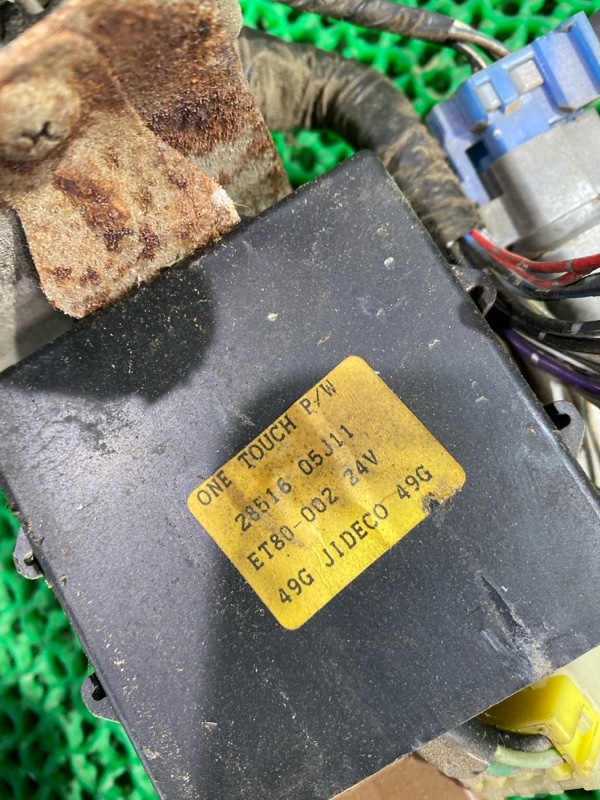 ONE TOUCH P/W
28516 05J11
ET80-002 24V
49G JIDECO 49G